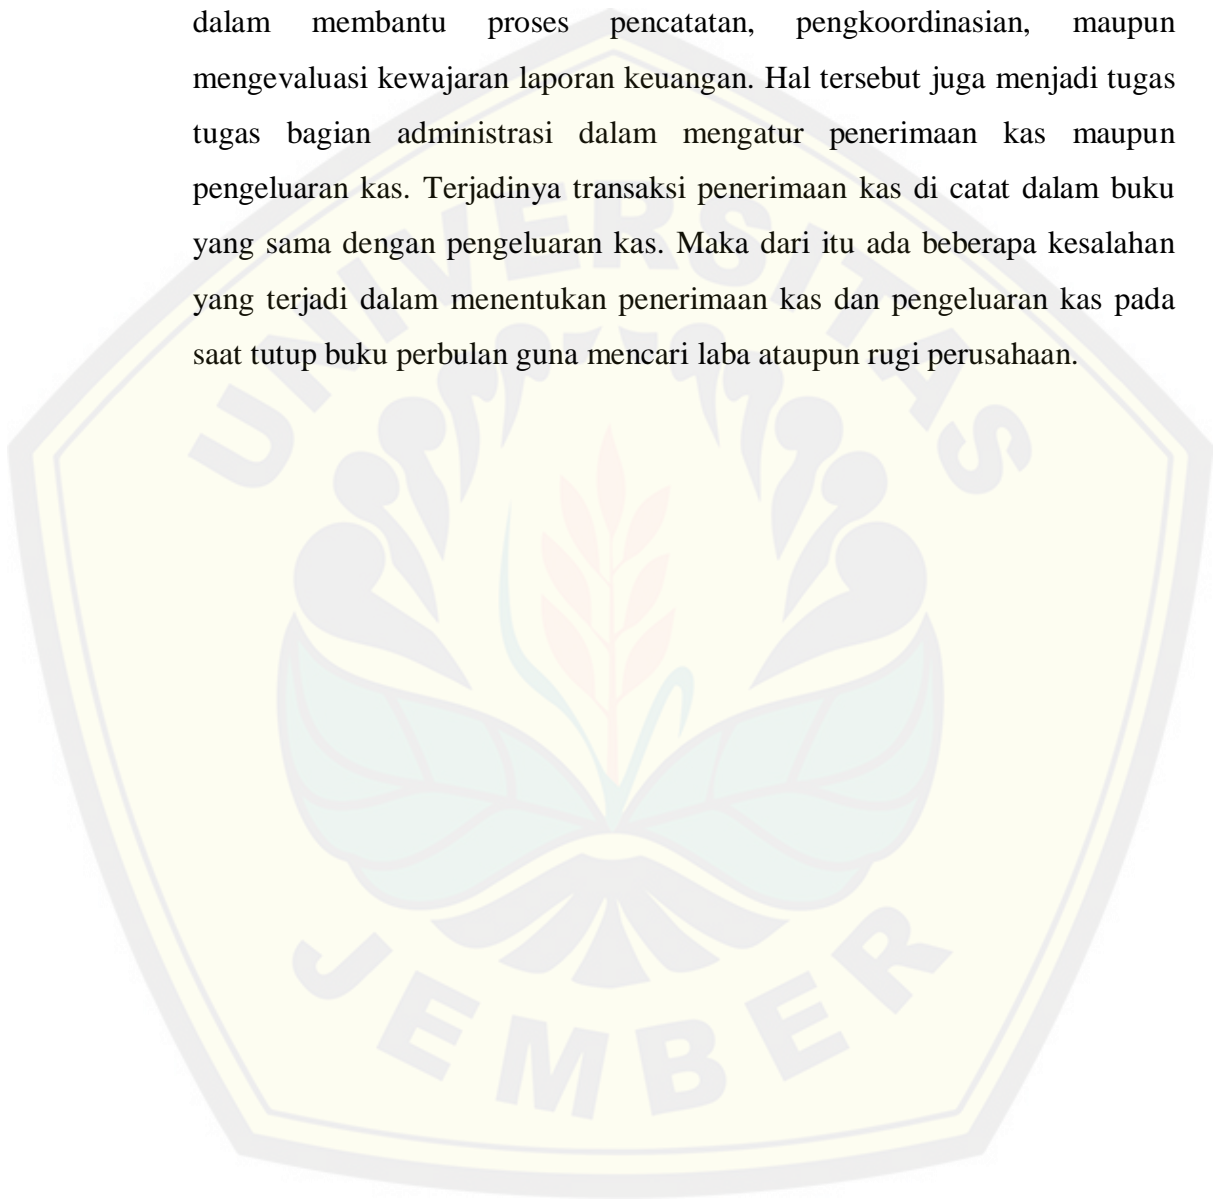 dalam membantu proses pencatatan, pengkoordinasian, maupun
mengevaluasi kewajaran laporan keuangan. Hal tersebut juga menjadi tugas
tugas bagian administrasi dalam mengatur penerimaan kas maupun
pengeluaran kas. Terjadinya transaksi penerimaan kas di catat dalam buku
yang sama dengan pengeluaran kas. Maka dari itu ada beberapa kesalahan
yang terjadi dalam menentukan penerimaan kas dan pengeluaran kas pada
saat tutup buku perbulan guna mencari laba ataupun rugi perusahaan.
UNIVERSITAS
JEMBER